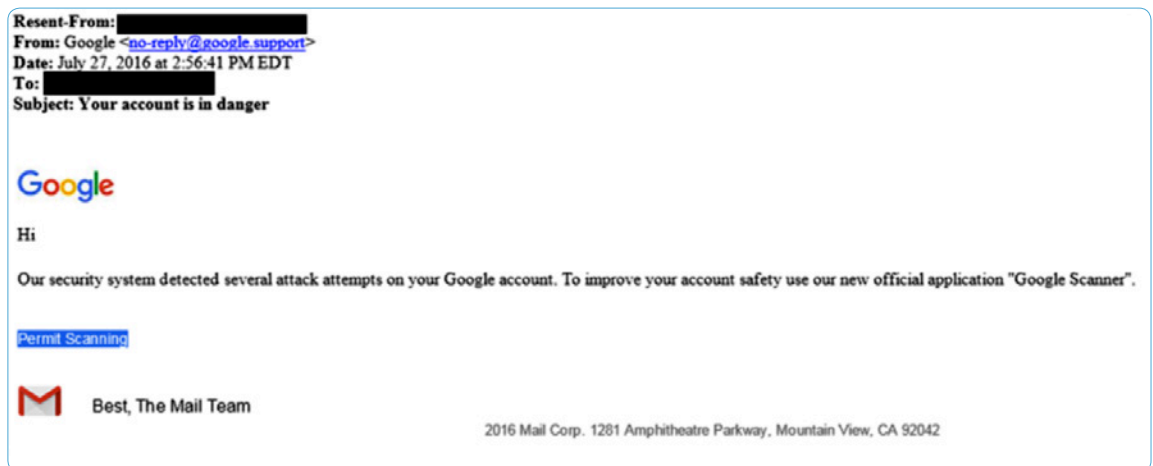 Resent-From:
From: Google <no-reply@google.support>
Date: July 27, 2016 at 2:56:41 PM EDT
To:
Subject: Your account is in danger
Google
Hi
Our security system detected several attack attempts on your Google account. To improve your account safety use our new official application "Google Scanner".
Permit Scanning
Best, The Mail Team
2016 Mail Corp. 1281 Amphitheatre Parkway, Mountain View, CA 92042